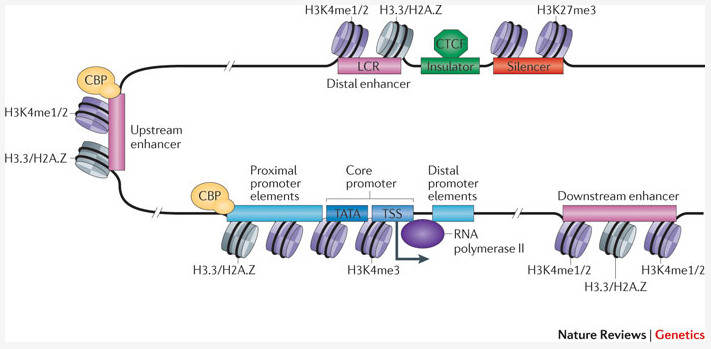 H3K4me1/2
H3.3/H2A.Z
H3K27me3
CTCF
LCR
Insulator
Silencer
Distal enhancer
CBP
H3K4me1/2
Upstream
enhancer
H3.3/H2A.Z
CBP
Proximal
promoter
elements
Core
promoter
Distal
promoter
elements
Downstream enhancer
TATA
TSS
RNA
polymerase II
H3.3/H2A.Z
H3K4me3
H3K4me1/2
H3.3/H2A.Z
H3K4me1/2
Nature Reviews | Genetics